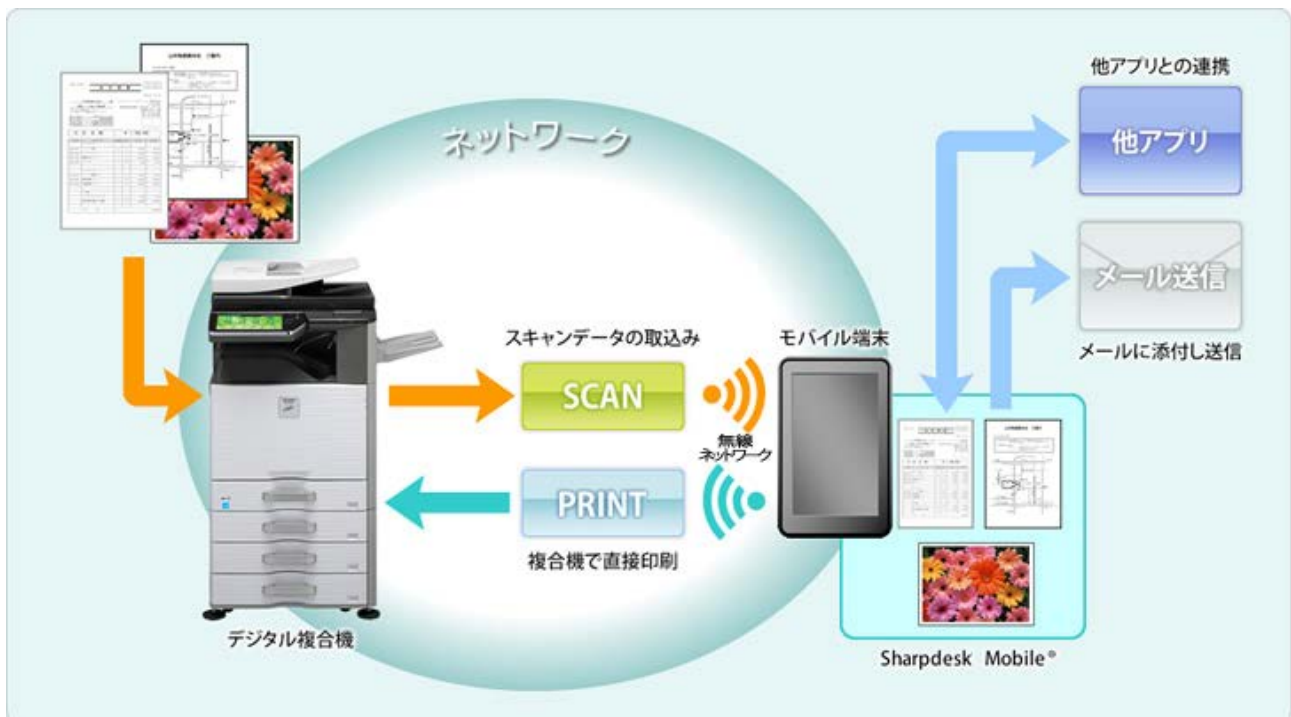 他アプリとの連携
他アプリ
ネットワーク
メール送信
メールに添付し送信
スキャンデータの取込み
モバイル端末
SCAN
無線
ネットワーク
PRINT
複合機で直接印刷
デジタル複合機
Sharpdesk Mobile®